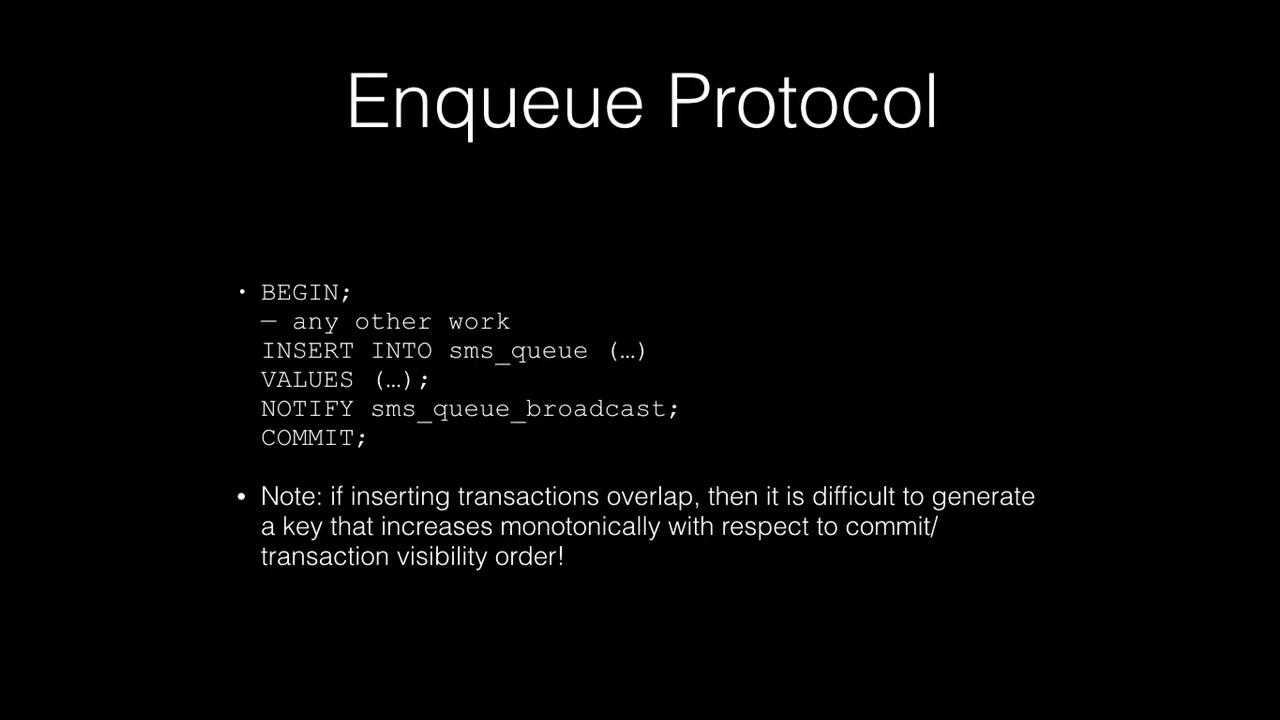 Enqueue Protocol
• BEGIN;
— any other work
INSERT INTO sms_queue (…)
VALUES (…);
NOTIFY sms_queue_broadcast;
COMMIT;
• Note: if inserting transactions overlap, then it is difficult to generate
a key that increases monotonically with respect to commit/
transaction visibility order!